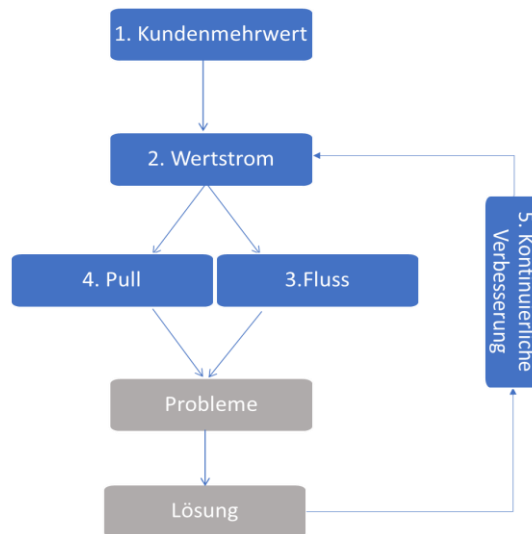 1. Kundenmehrwert
2. Wertstrom
4. Pull
3.Fluss
5. Kontinuierliche
Verbesserung
Probleme
Lösung